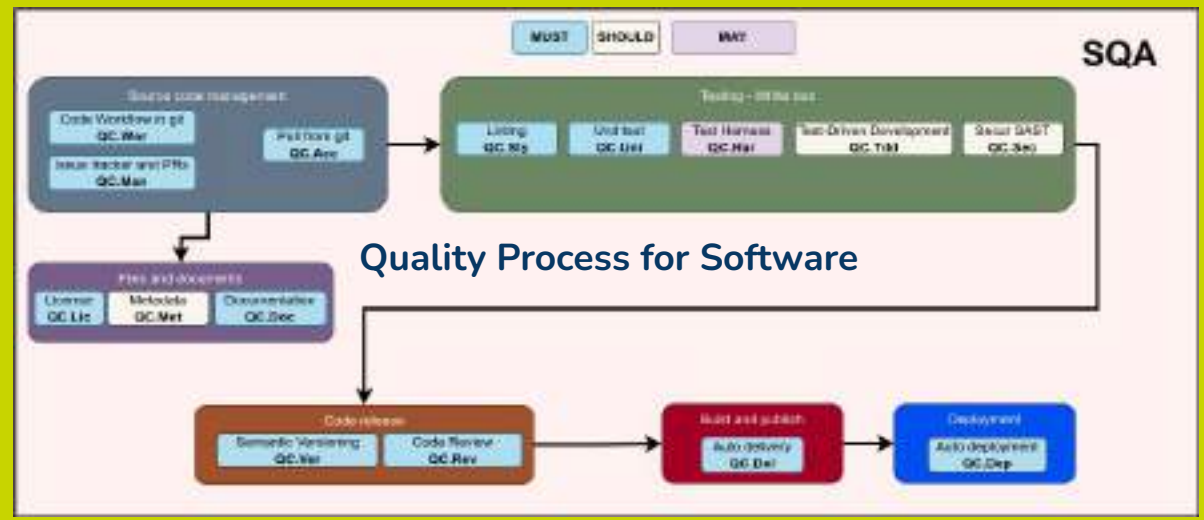 MUST
SHOULD
MAY
SQA
Source code management
Code Workflow in git
QC.Wor
Issue tracker and PRs
QC.Man
Pull from git
QC.Acc
Testing - White box
Linting
QC.Sty
Unit test
QC.Uni
Test Harness
QC.Har
Test-Driven Development
QC.Tdd
Secur SAST
QC.Sec
Quality Process for Software
Files and documents
License
QC.Lic
Metadata
QC.Met
Documentation
QC.Doc
Code release
Semantic Versioning
QC.Ver
Code Review
QC.Rev
Build and publish
Auto delivery
QC.Del
Deployment
Auto deployment
QC.Dep